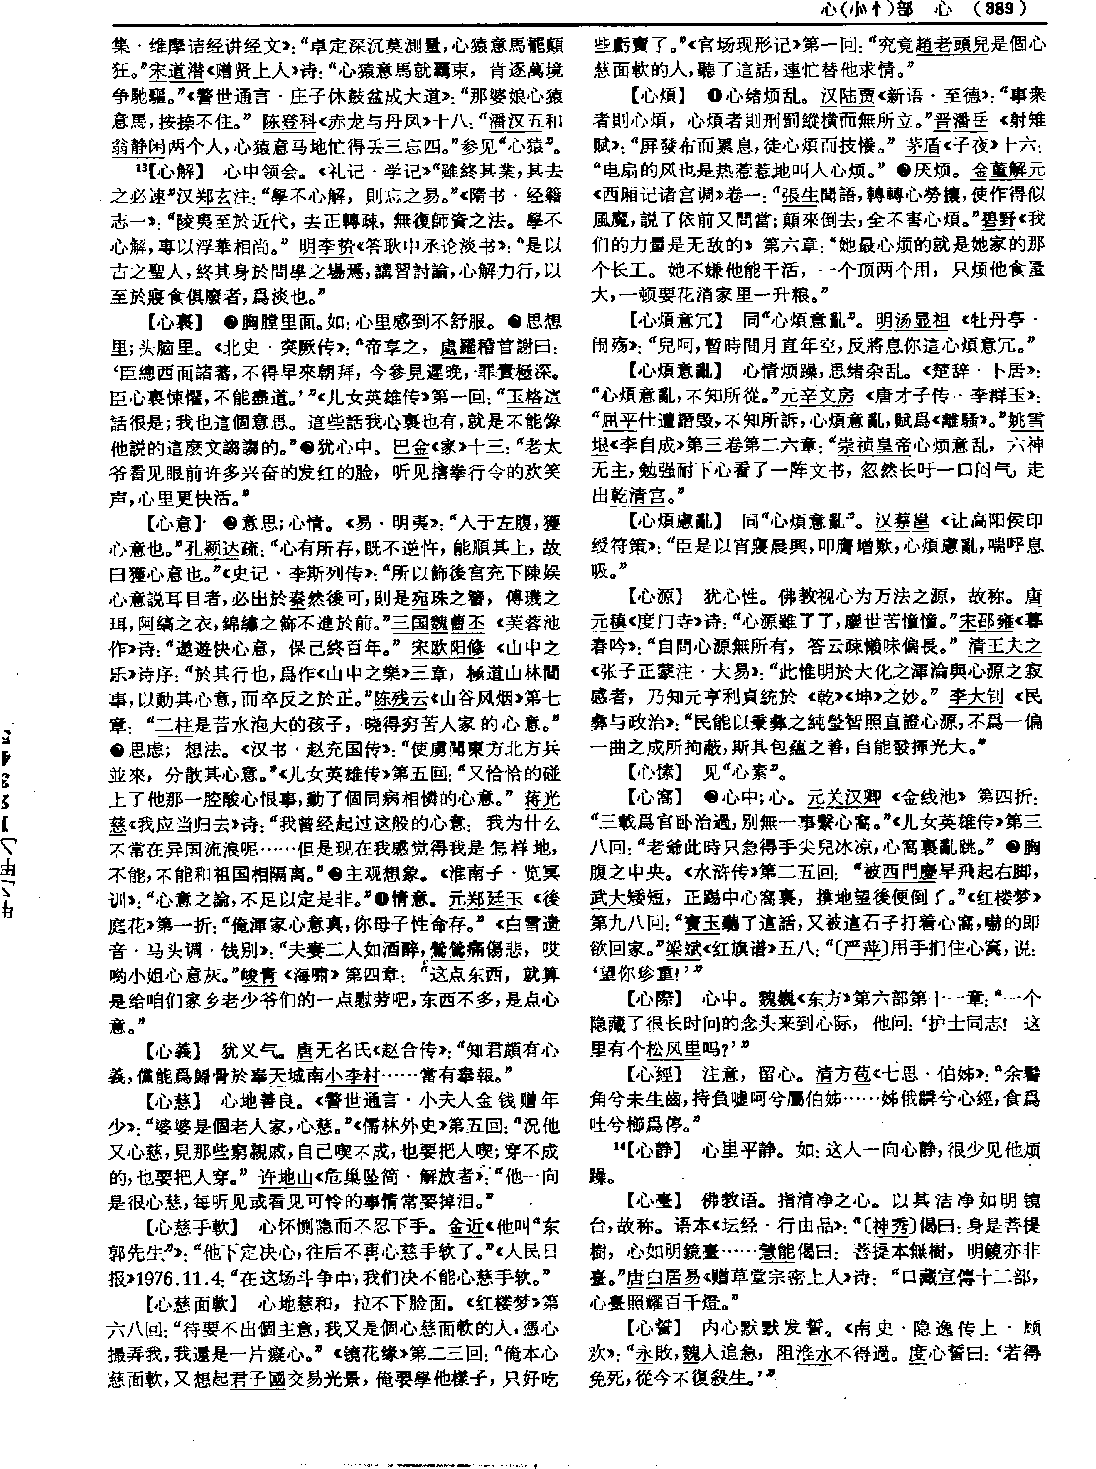 心(小忄)部 心 (389)
集·维摩诘经讲经文》：“卓定深沉莫測量，心猿意馬罷顛
狂。”宋道潜《赠贤上人》诗：“心猿意馬就羈束，肯逐萬境
争馳驅。”《警世通言·庄子休鼓盆成大道》：“那婆娘心猿
意馬，按捺不住。”陈登科《赤龙与丹凤》十八：“潘汉五和
翁静闲两个人，心猿意马地忙得丢三忘四。”参见“心猿”。
13【心解】 心中领会。《礼记·学记》“雖終其業，其去
之必速”汉郑玄注：“學不心解，則忘之易。”《隋书·经籍
志一》：“陵夷至於近代，去正轉疎，無復師資之法。學不
心解，專以浮華相尚。”明李贽《答耿中丞论淡书》：“是以
古之聖人，終其身於問學之場焉，講習討論，心解力行，以
至於寢食俱廢者，爲淡也。”
【心裏】 ❶胸膛里面。如：心里感到不舒服。❷思想
里；头脑里。《北史·突厥传》：“帝享之，處羅稽首謝曰：
‘臣總西面諸蕃，不得早來朝拜，今參見遲晚，罪責極深。
臣心裏悚懼，不能盡道。’”《儿女英雄传》第一回：“玉格這
話很是；我也這個意思。這些話我心裏也有，就是不能像
他説的這麽文謅謅的。”❸犹心中。巴金《家》十三：“老太
爷看见眼前许多兴奋的发红的脸，听见搳拳行令的欢笑
声，心里更快活。”
【心意】 ❶意思；心情。《易·明夷》：“入于左腹，獲
心意也。”孔颖达疏：“心有所存，既不逆忤，能順其上，故
曰獲心意也。”《史记·李斯列传》：“所以飾後宫充下陳娱
心意説耳目者，必出於秦然後可，則是宛珠之簪，傅璣之
珥，阿縞之衣，錦繡之飾不進於前。”三国魏曹丕《芙蓉池
作》诗：“遨遊快心意，保己終百年。”宋欧阳修《山中之
乐》诗序：“於其行也，爲作《山中之樂》三章，極道山林間
事，以動其心意，而卒反之於正。”陈残云《山谷风烟》第七
章：“二柱是苦水泡大的孩子，晓得穷苦人家的心意。”
❷思虑；想法。《汉书·赵充国传》：“使虜聞東方北方兵
並來，分散其心意。”《儿女英雄传》第五回：“又恰恰的碰
上了他那一腔酸心恨事，動了個同病相憐的心意。”蒋光
慈《我应当归去》诗：“我曾经起过这般的心意：我为什么
不常在异国流浪呢……但是现在我感觉得我是怎样地，
不能，不能和祖国相隔离。”❸主观想象。《淮南子·览冥
训》：“心意之論，不足以定是非。”❹情意。元郑廷玉《後
庭花》第一折：“俺渾家心意真，你母子性命存。”《白雪遗
音·马头调·饯别》：“夫妻二人如酒醉，鴛鴦痛傷悲，哎
喲小姐心意灰。”峻青《海啸》第四章：“这点东西，就算
是给咱们家乡老少爷们的一点慰劳吧，东西不多，是点心
意。”
【心義】 犹义气。唐无名氏《赵合传》：“知君頗有心
義，儻能爲歸骨於奉天城南小李村……當有奉報。”
【心慈】 心地善良。《警世通言·小夫人金钱赠年
少》：“婆婆是個老人家，心慈。”《儒林外史》第五回：“況他
又心慈，見那些窮親戚，自己喫不成，也要把人喫；穿不成
的，也要把人穿。”许地山《危巢坠简·解放者》：“他一向
是很心慈，每听见或看见可怜的事情常要掉泪。”
【心慈手軟】 心怀恻隐而不忍下手。金近《他叫“东
郭先生”》：“他下定决心，往后不再心慈手软了。”《人民日
报》1976.11.4：“在这场斗争中，我们决不能心慈手软。”
【心慈面軟】 心地慈和，拉不下脸面。《红楼梦》第
六八回：“待要不出個主意，我又是個心慈面軟的人，憑心
撮弄我，我還是一片癡心。”《镜花缘》第二三回：“俺本心
慈面軟，又想起君子國交易光景，俺要學他樣子，只好吃
些虧賣了。”《官场现形记》第一回：“究竟趙老頭兒是個心
慈面軟的人，聽了這話，連忙替他求情。”
【心煩】 ❶心绪烦乱。汉陆贾《新语·至德》：“事衆
者則心煩，心煩者則刑罰縱橫而無所立。”晋潘岳《射雉
赋》：“屏發布而累息，徒心煩而技懩。”茅盾《子夜》十六：
“电扇的风也是热惹惹地叫人心烦。”❷厌烦。金董解元
《西厢记诸宫调》卷一：“張生聞語，轉轉心勞攘，使作得似
風魔，説了依前又問當；顛來倒去，全不害心煩。”碧野《我
们的力量是无敌的》第六章：“她最心烦的就是她家的那
个长工。她不嫌他能干活，一个顶两个用，只烦他食量
大，一顿要花消家里一升粮。”
【心煩意冗】 同“心煩意亂”。明汤显祖《牡丹亭·
闹殇》：“兒呵，暫時間月直年空，反將息你這心煩意冗。”
【心煩意亂】 心情烦躁，思绪杂乱。《楚辞·卜居》：
“心煩意亂，不知所從。”元辛文房《唐才子传·李群玉》：
“屈平仕遭譖毁，不知所訴，心煩意亂，賦爲《離騷》。”姚雪
垠《李自成》第三卷第二六章：“崇祯皇帝心烦意乱，六神
无主，勉强耐下心看了一阵文书，忽然长吁一口闷气，走
出乾清宫。”
【心煩慮亂】 同“心煩意亂”。汉蔡邕《让高阳侯印
绶符策》：“臣是以宵寢晨興，叩膺增歎，心煩慮亂，喘呼息
吸。”
【心源】 犹心性。佛教视心为万法之源，故称。唐
元稹《度门寺》诗：“心源雖了了，塵世苦憧憧。”宋邵雍《暮
春吟》：“自問心源無所有，答云疎懶味偏長。”清王夫之
《张子正蒙注·大易》：“此惟明於大化之渾淪與心源之寂
感者，乃知元亨利貞統於《乾》《坤》之妙。”李大钊《民
彝与政治》：“民能以秉彝之純瑩智照直證心源，不爲一偏
一曲之成所拘蔽，斯其包蘊之善，自能發揮光大。”
【心愫】 见“心素”。
【心窩】 ❶心中；心。元关汉卿《金线池》第四折：
“三載爲官卧治過，别無一事繫心窩。”《儿女英雄传》第三
八回：“老爺此時只急得手尖兒冰凉，心窩裏亂跳。”❷胸
腹之中央。《水浒传》第二五回：“被西門慶早飛起右脚，
武大矮短，正踢中心窩裏，撲地望後便倒了。”《红楼梦》
第九八回：“寶玉聽了這話，又被這石子打着心窩，嚇的即
欲回家。”梁斌《红旗谱》五八：“〔严萍〕用手扪住心窝，说：
‘望你珍重！’”
【心際】 心中。魏巍《东方》第六部第十一章：“一个
隐藏了很长时间的念头来到心际，他问：‘护士同志！这
里有个松风里吗？’”
【心經】 注意，留心。清方苞《七思·伯姊》：“余髫
角兮未生齒，持負噓呵兮屬伯姊……姊俄瞬兮心經，食爲
吐兮櫛爲停。”
14【心静】 心里平静。如：这人一向心静，很少见他烦
躁。
【心臺】 佛教语。指清净之心。以其洁净如明镜
台，故称。语本《坛经·行由品》：“〔神秀〕偈曰：身是菩提
樹，心如明鏡臺……慧能偈曰：菩提本無樹，明鏡亦非
臺。”唐白居易《赠草堂宗密上人》诗：“口藏宣傳十二部，
心臺照耀百千燈。”
【心誓】 内心默默发誓。《南史·隐逸传上·顾
欢》：“永敗，魏人追急，阻淮水不得過。度心誓曰：‘若得
免死，從今不復殺生。’”